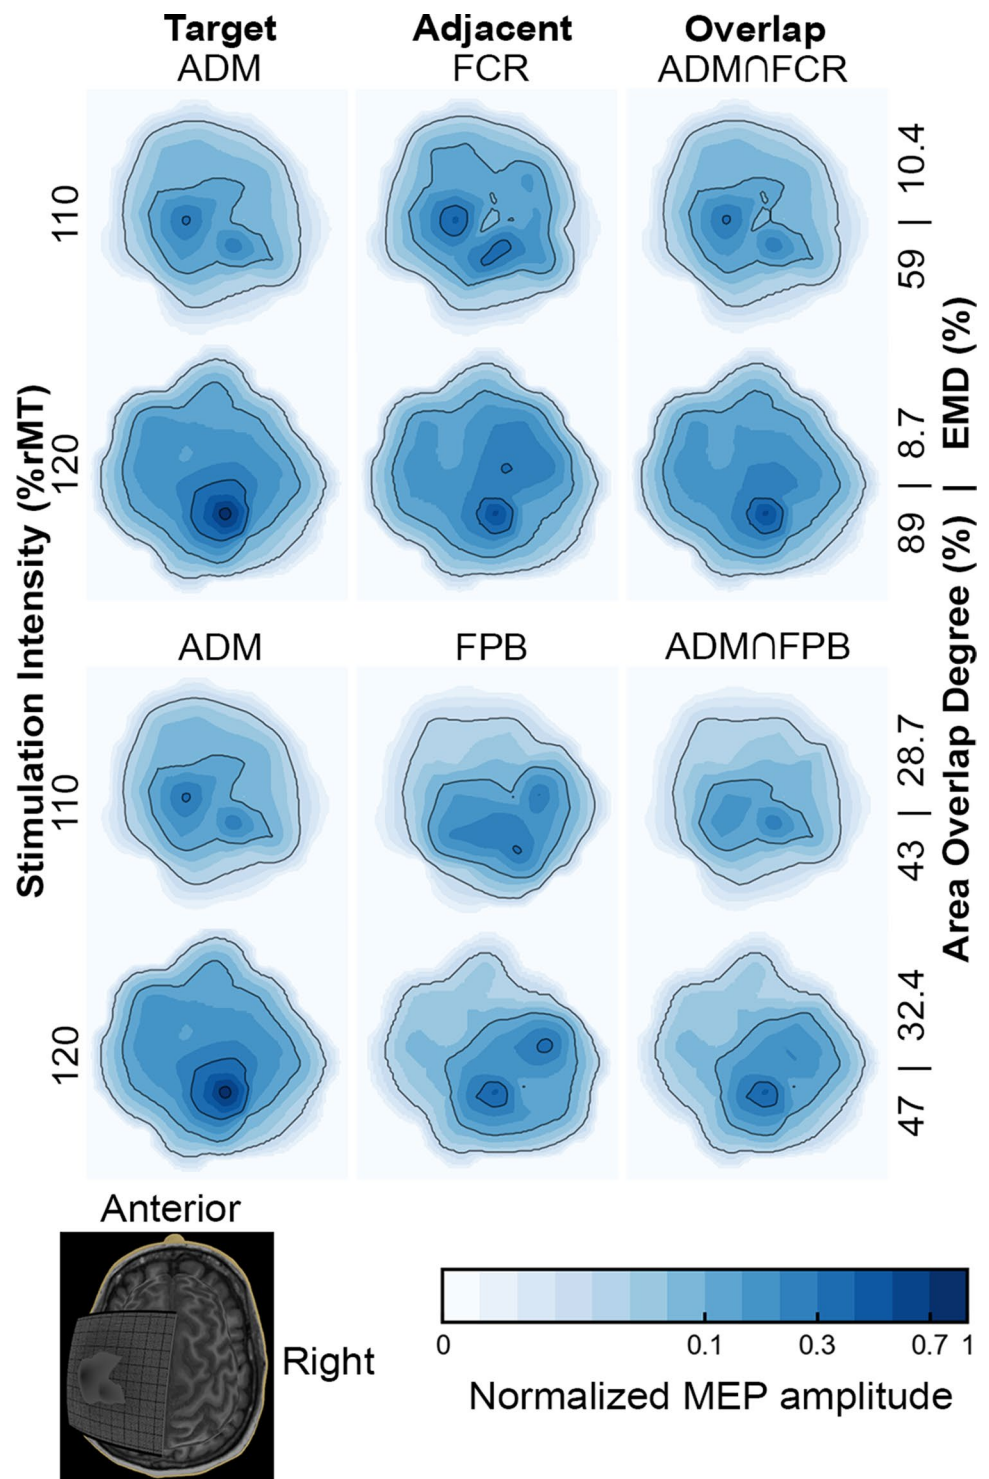 Target Adjacent Overlap
ADM FCR ADM∩FCR
Stimulation Intensity (%rMT)
110
59 | 10.4
120
89 | 8.7
Area Overlap Degree (%) | EMD (%)
ADM FPB ADM∩FPB
110
43 | 28.7
120
47 | 32.4
Anterior
Right
0 0.1 0.3 0.7 1
Normalized MEP amplitude